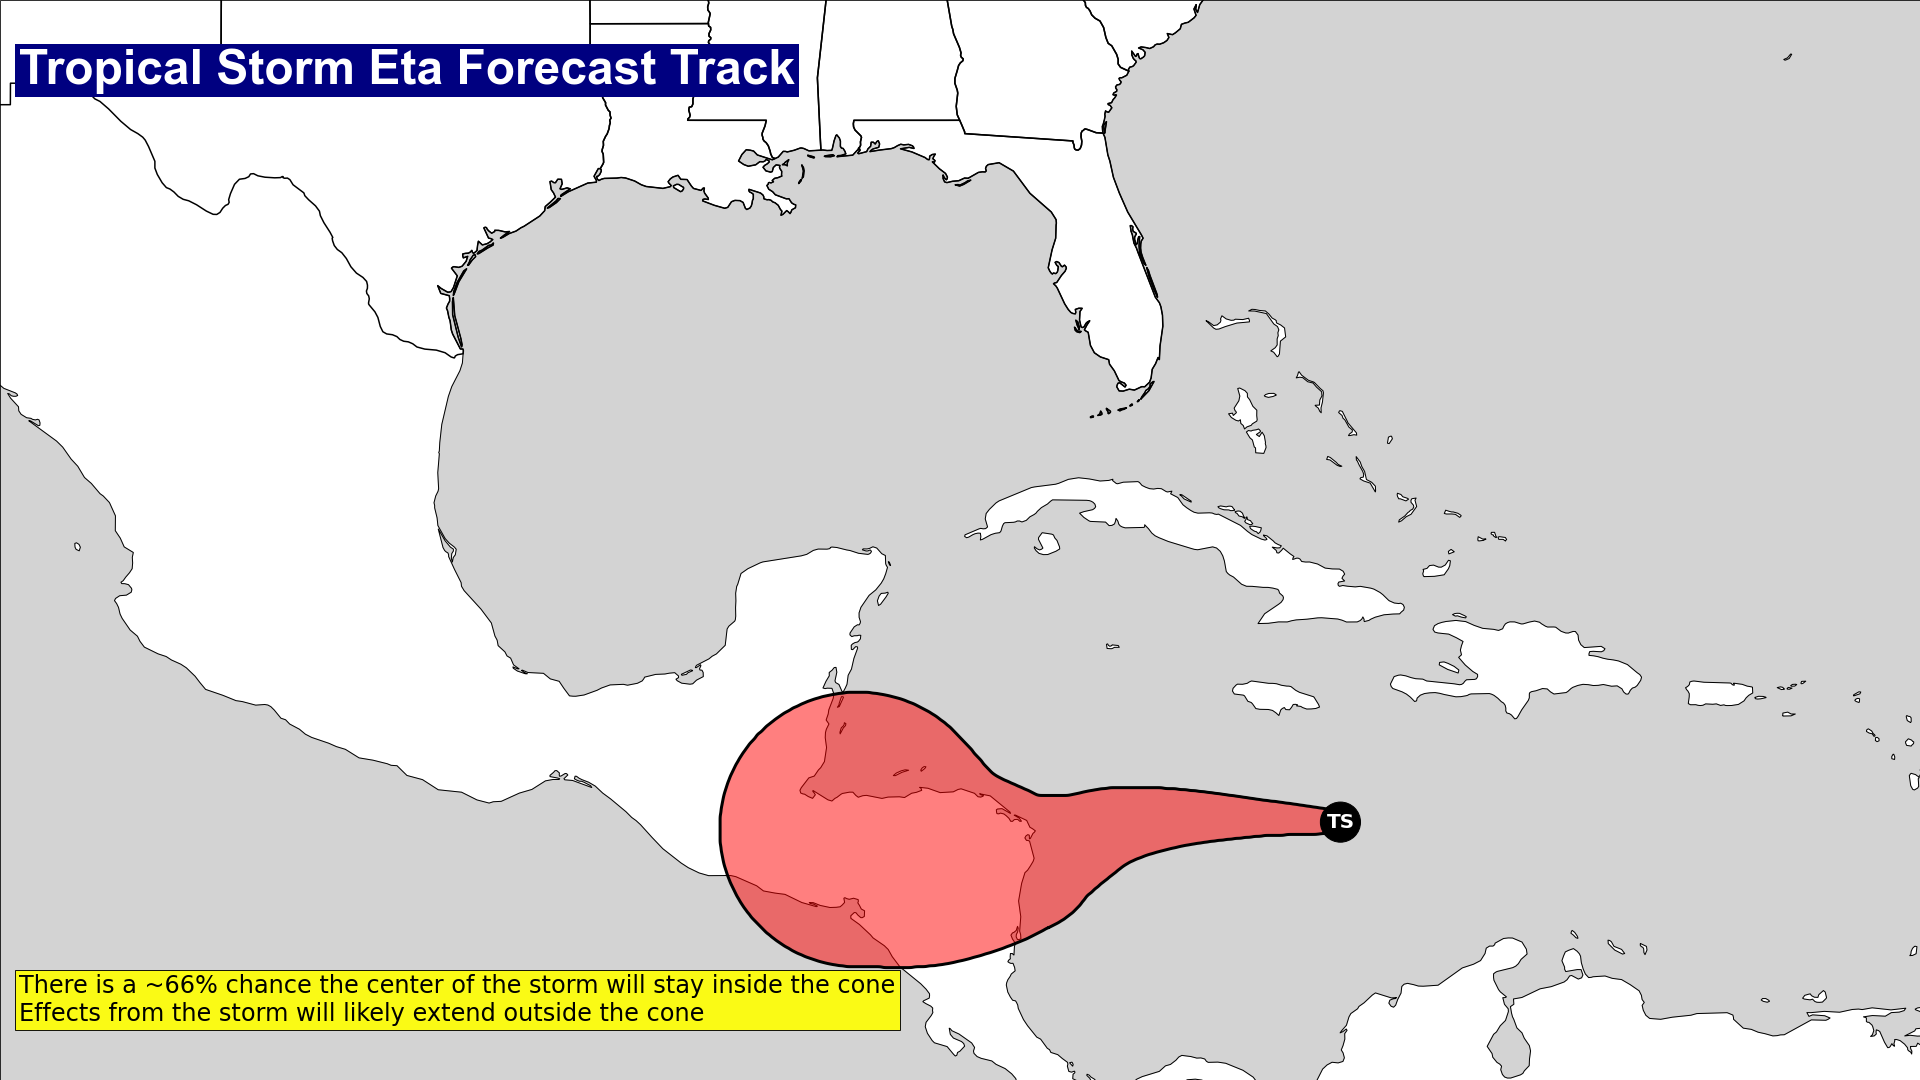 Tropical Storm Eta Forecast Track
TS
There is a ~66% chance the center of the storm will stay inside the cone
Effects from the storm will likely extend outside the cone